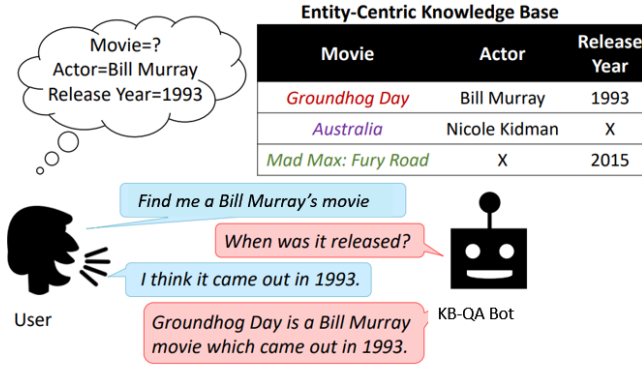 Entity-Centric Knowledge Base
Movie=?
Actor=Bill Murray
Release Year=1993
Movie Actor Release Year
Groundhog Day Bill Murray 1993
Australia Nicole Kidman X
Mad Max: Fury Road X 2015
Find me a Bill Murray's movie
When was it released?
I think it came out in 1993.
Groundhog Day is a Bill Murray
movie which came out in 1993.
User
KB-QA Bot